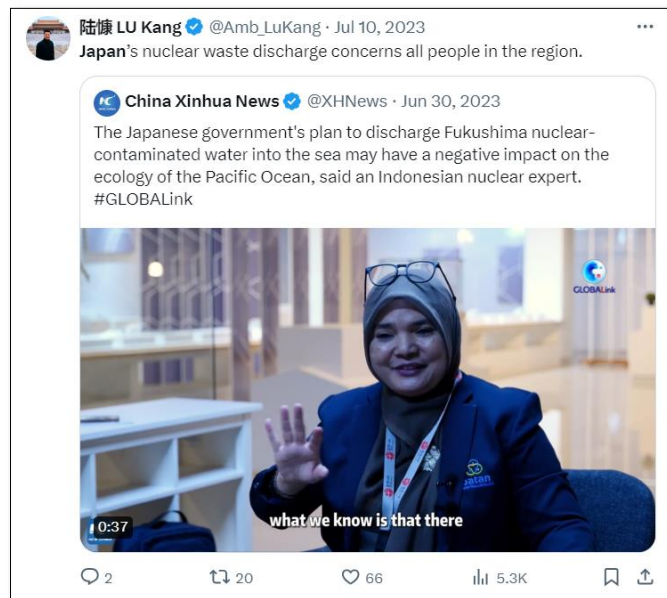 陆慷 LU Kang @Amb_LuKang · Jul 10, 2023
Japan's nuclear waste discharge concerns all people in the region.
China Xinhua News @XHNews · Jun 30, 2023
The Japanese government's plan to discharge Fukushima nuclear-
contaminated water into the sea may have a negative impact on the
ecology of the Pacific Ocean, said an Indonesian nuclear expert.
#GLOBALink
GLOBALink
batan
what we know is that there
0:37
2 20 66 5.3K